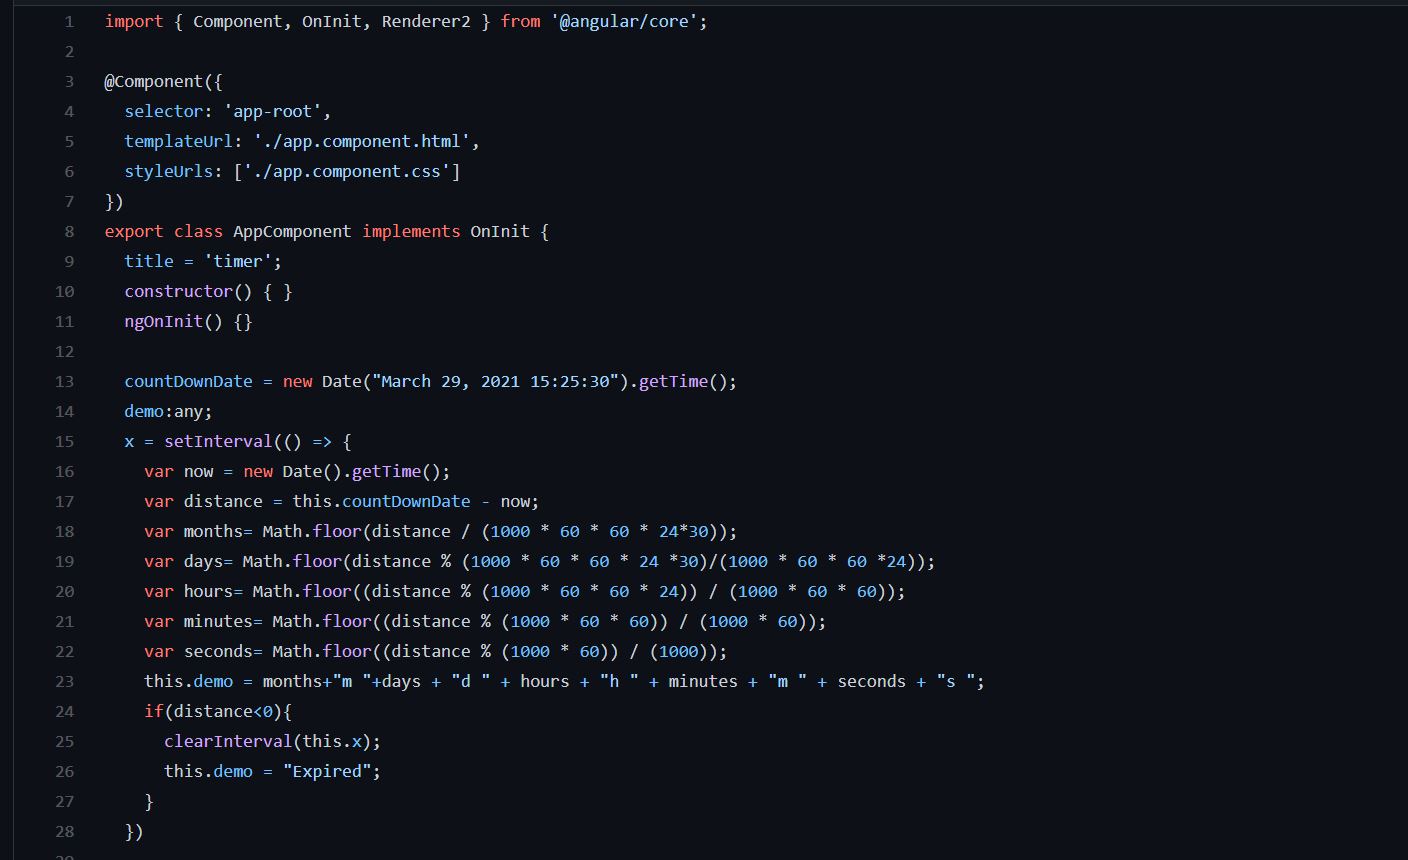 1 import { Component, OnInit, Renderer2 } from '@angular/core';
2
3 @Component({
4   selector: 'app-root',
5   templateUrl: './app.component.html',
6   styleUrls: ['./app.component.css']
7 })
8 export class AppComponent implements OnInit {
9   title = 'timer';
10   constructor() { }
11   ngOnInit() {}
12
13   countDownDate = new Date("March 29, 2021 15:25:30").getTime();
14   demo:any;
15   x = setInterval(() => {
16     var now = new Date().getTime();
17     var distance = this.countDownDate - now;
18     var months= Math.floor(distance / (1000 * 60 * 60 * 24*30));
19     var days= Math.floor(distance % (1000 * 60 * 60 * 24 *30)/(1000 * 60 * 60 *24));
20     var hours= Math.floor((distance % (1000 * 60 * 60 * 24)) / (1000 * 60 * 60));
21     var minutes= Math.floor((distance % (1000 * 60 * 60)) / (1000 * 60));
22     var seconds= Math.floor((distance % (1000 * 60)) / (1000));
23     this.demo = months+"m "+days + "d " + hours + "h " + minutes + "m " + seconds + "s ";
24     if(distance<0){
25       clearInterval(this.x);
26       this.demo = "Expired";
27     }
28   })